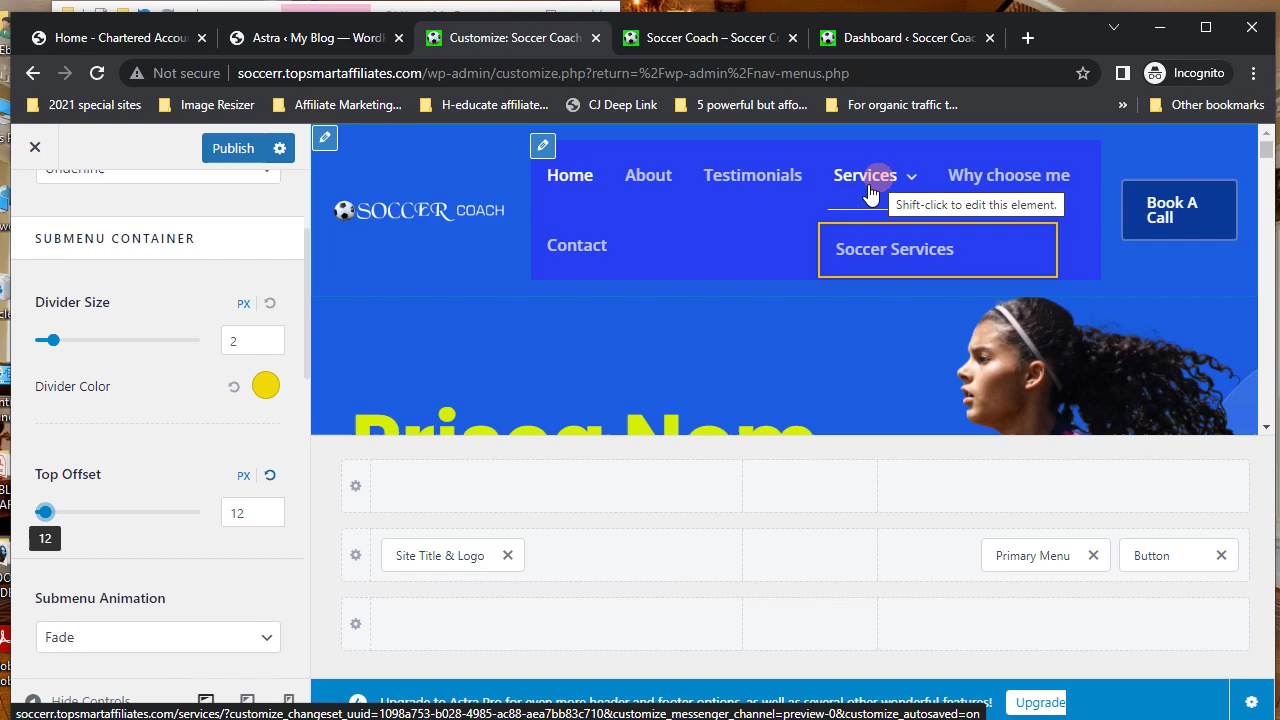 Home - Chartered Accou
Astra ‹ My Blog — Word
Customize: Soccer Coach
Soccer Coach – Soccer C
Dashboard ‹ Soccer Coac
Not secure
soccerr.topsmartaffiliates.com/wp-admin/customize.php?return=%2Fwp-admin%2Fnav-menus.php
Incognito
2021 special sites
Image Resizer
Affiliate Marketing...
H-educate affiliate...
CJ Deep Link
5 powerful but affo...
For organic traffic t...
»
Other bookmarks
Publish
Underline
SUBMENU CONTAINER
Divider Size
PX
2
Divider Color
Top Offset
PX
12
12
Submenu Animation
Fade
Hide Controls
SOCCER COACH
Home
About
Testimonials
Services
Why choose me
Shift-click to edit this element.
Contact
Soccer Services
Book A
Call
Prisca Nom
Site Title & Logo
Primary Menu
Button
Upgrade to Astra Pro for even more header and footer options, as well as several other wonderful features!
Upgrade
soccerr.topsmartaffiliates.com/services/?customize_changeset_uuid=1098a753-b028-4985-ac88-aea7bb83c710&customize_messenger_channel=preview-0&customize_autosaved=on